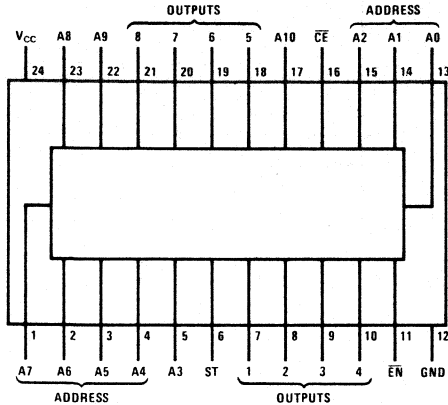 OUTPUTS ADDRESS
VCC A8 A9 8 7 6 5 A10 CE A2 A1 A0
24 23 22 21 20 19 18 17 16 15 14 13
1 2 3 4 5 6 7 8 9 10 11 12
A7 A6 A5 A4 A3 ST 1 2 3 4 EN GND
ADDRESS OUTPUTS